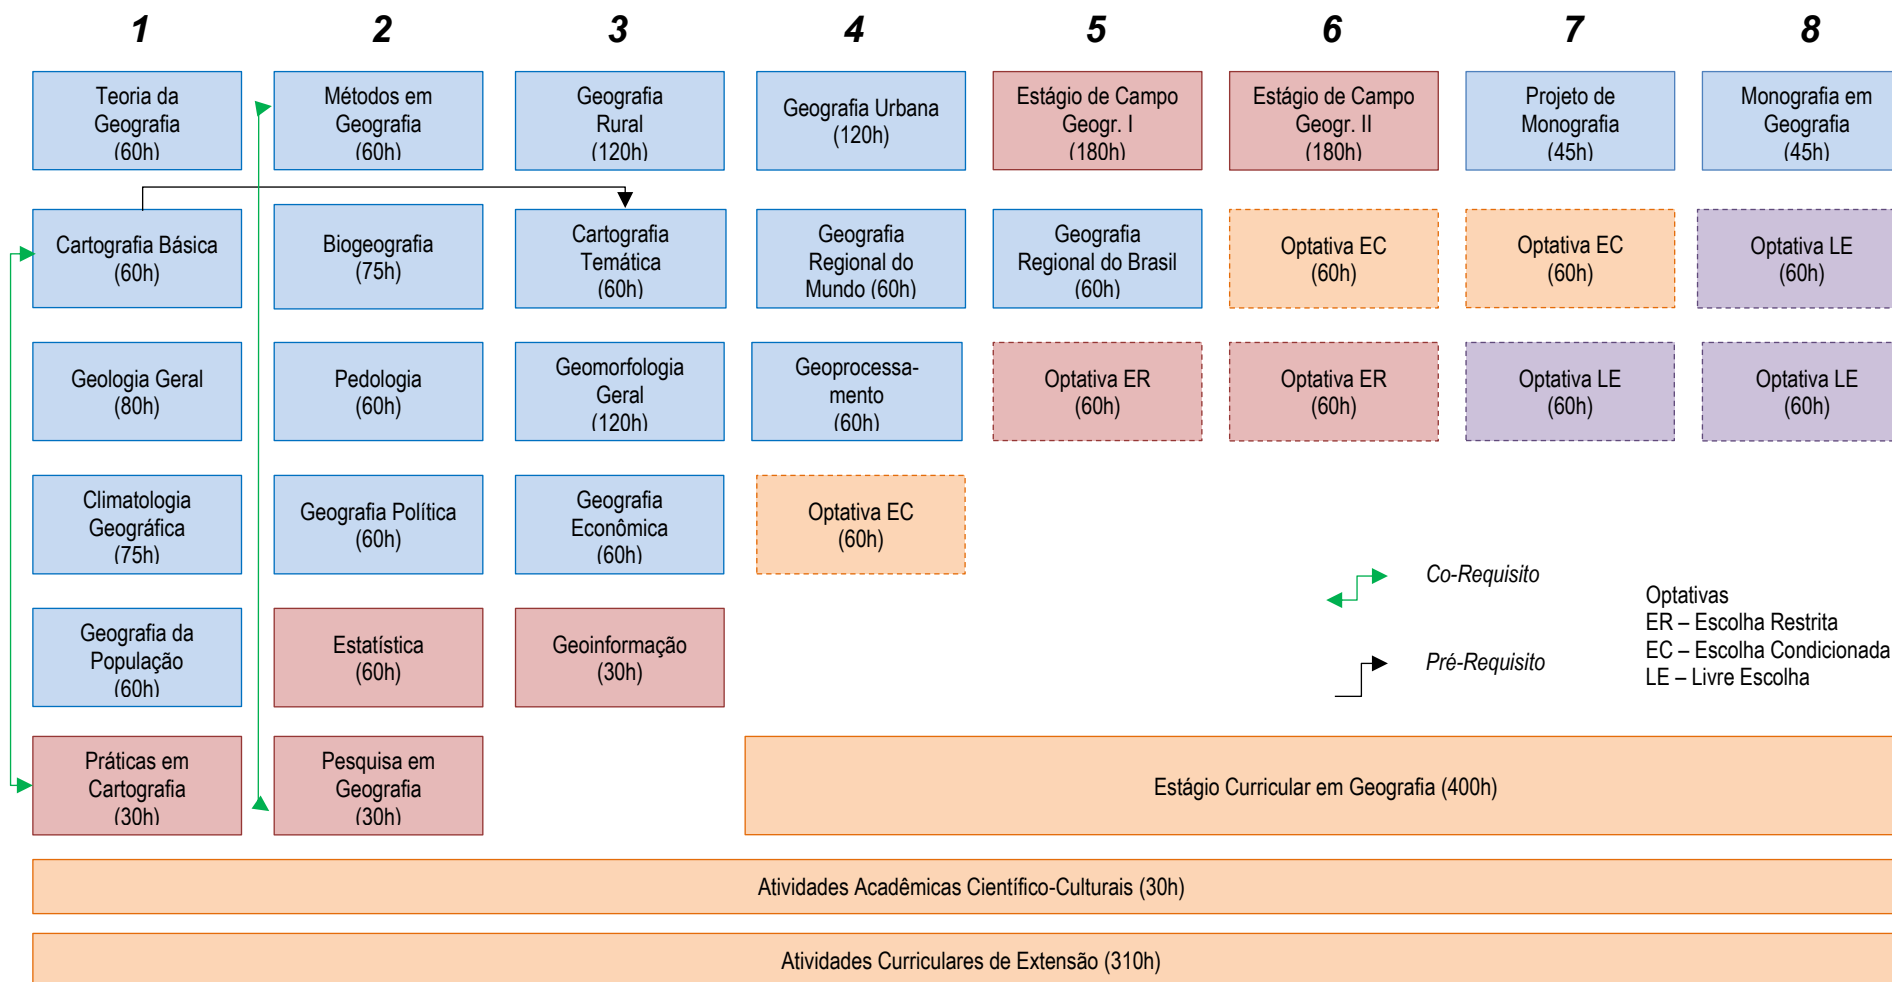 1 2 3 4 5 6 7 8
Teoria da
Geografia
(60h)
Métodos em
Geografia
(60h)
Geografia
Rural
(120h)
Geografia Urbana
(120h)
Estágio de Campo
Geogr. I
(180h)
Estágio de Campo
Geogr. II
(180h)
Projeto de
Monografia
(45h)
Monografia em
Geografia
(45h)
Cartografia Básica
(60h)
Biogeografia
(75h)
Cartografia
Temática
(60h)
Geografia
Regional do
Mundo (60h)
Geografia
Regional do Brasil
(60h)
Optativa EC
(60h)
Optativa EC
(60h)
Optativa LE
(60h)
Geologia Geral
(80h)
Pedologia
(60h)
Geomorfologia
Geral
(120h)
Geoprocessa-
mento
(60h)
Optativa ER
(60h)
Optativa ER
(60h)
Optativa LE
(60h)
Optativa LE
(60h)
Climatologia
Geográfica
(75h)
Geografia Política
(60h)
Geografia
Econômica
(60h)
Optativa EC
(60h)
Geografia da
População
(60h)
Estatística
(60h)
Geoinformação
(30h)
Co-Requisito
Pré-Requisito
Optativas
ER – Escolha Restrita
EC – Escolha Condicionada
LE – Livre Escolha
Práticas em
Cartografia
(30h)
Pesquisa em
Geografia
(30h)
Estágio Curricular em Geografia (400h)
Atividades Acadêmicas Científico-Culturais (30h)
Atividades Curriculares de Extensão (310h)